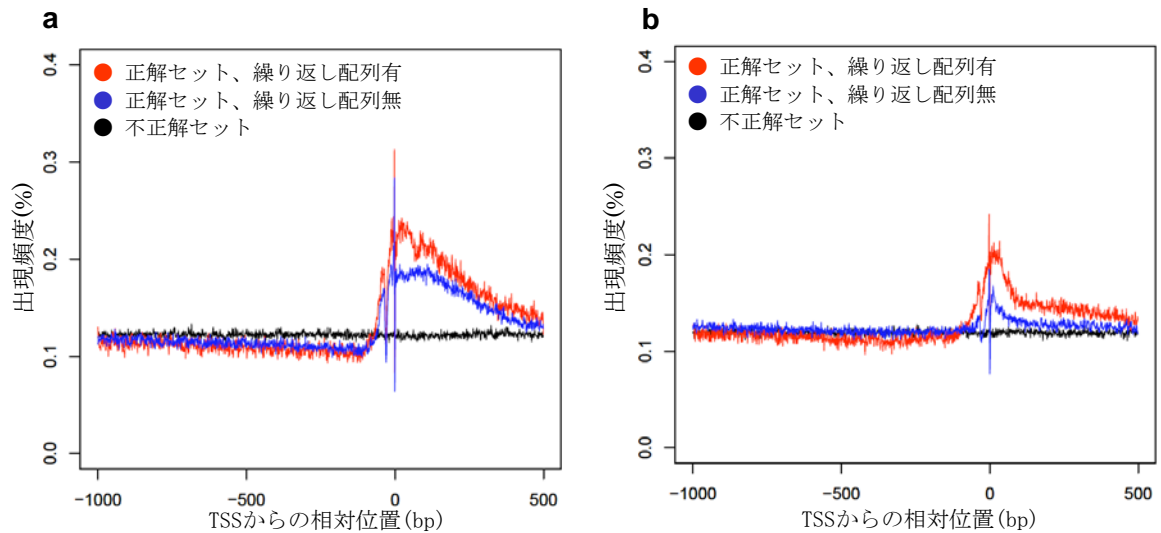 a
0.4
0.3
0.2
0.1
0.0
出現頻度(%)
正解セット、繰り返し配列有
正解セット、繰り返し配列無
不正解セット
-1000
-500
0
500
TSSからの相対位置(bp)
b
0.4
0.3
0.2
0.1
0.0
出現頻度(%)
正解セット、繰り返し配列有
正解セット、繰り返し配列無
不正解セット
-1000
-500
0
500
TSSからの相対位置(bp)